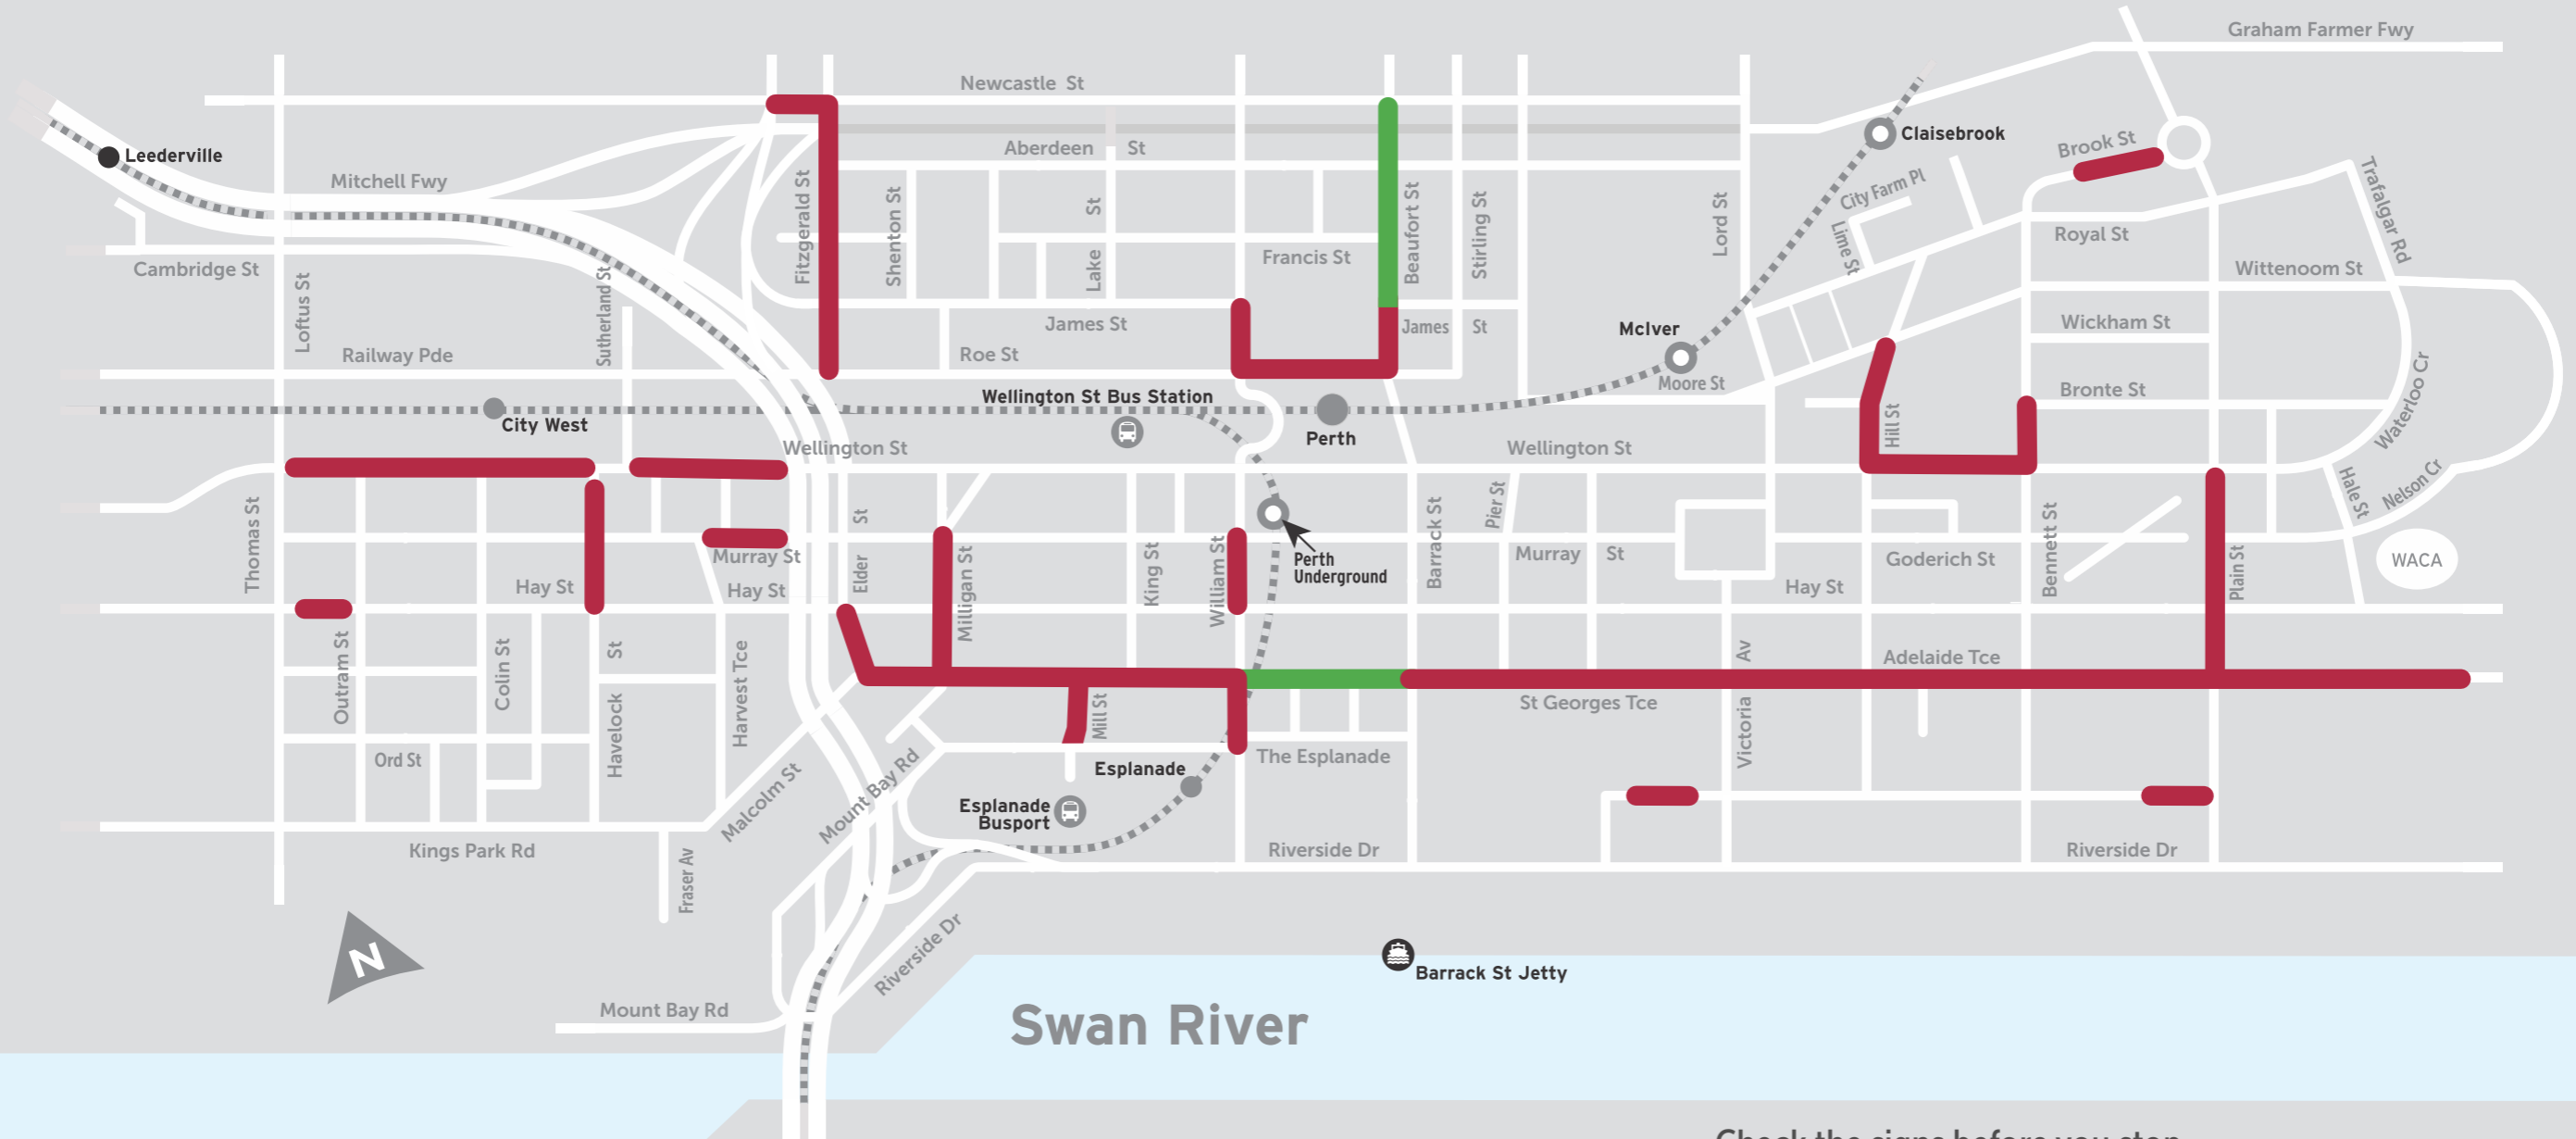 Graham Farmer Fwy
Newcastle St
Claisebrook
Brook St
Leederville
Aberdeen St
Mitchell Fwy
City Farm Pl
Trafalgar Rd
Fitzgerald St
Shenton St
Lake St
Beaufort St
Stirling St
Lord St
Lime St
Royal St
Cambridge St
Francis St
Wittenoom St
Loftus St
Sutherland St
James St
James St
McIver
Wickham St
Railway Pde
Roe St
Moore St
Wellington St Bus Station
Bronte St
Waterloo Cr
City West
Perth
Hill St
Wellington St
Wellington St
Hale St
Nelson Cr
Thomas St
Elder St
Pier St
Barrack St
Bennett St
Murray St
Milligan St
King St
William St
Perth
Underground
Murray St
Goderich St
Plain St
WACA
Hay St
Hay St
Hay St
Outram St
Colin St
Havelock St
Harvest Tce
Victoria Av
Adelaide Tce
Mill St
St Georges Tce
Ord St
The Esplanade
Malcolm St
Mount Bay Rd
Esplanade
Esplanade
Busport
Kings Park Rd
Fraser Av
Riverside Dr
Riverside Dr
N
Riverside Dr
Barrack St Jetty
Mount Bay Rd
Swan River
Check the signs before you stop